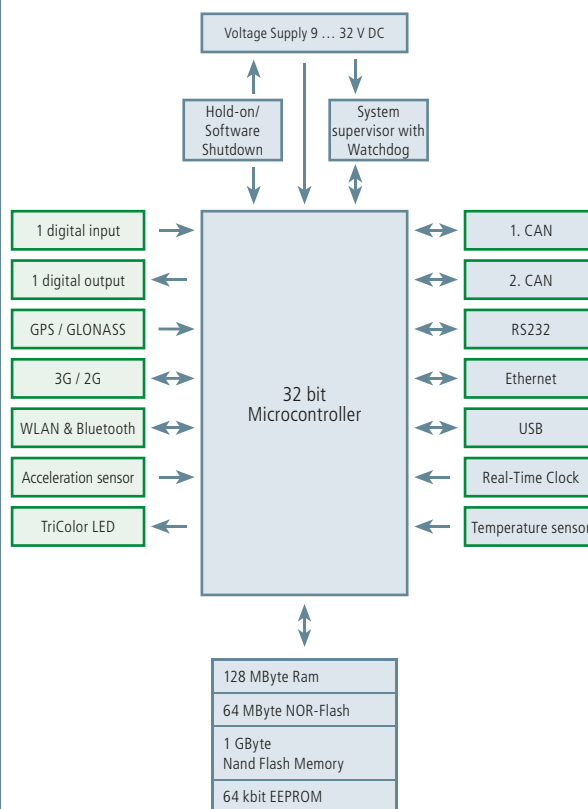 Voltage Supply 9 … 32 V DC
Hold-on/
Software
Shutdown
System
supervisor with
Watchdog
1 digital input
1 digital output
GPS / GLONASS
3G / 2G
WLAN & Bluetooth
Acceleration sensor
TriColor LED
32 bit
Microcontroller
1. CAN
2. CAN
RS232
Ethernet
USB
Real-Time Clock
Temperature sensor
128 MByte Ram
64 MByte NOR-Flash
1 GByte
Nand Flash Memory
64 kbit EEPROM